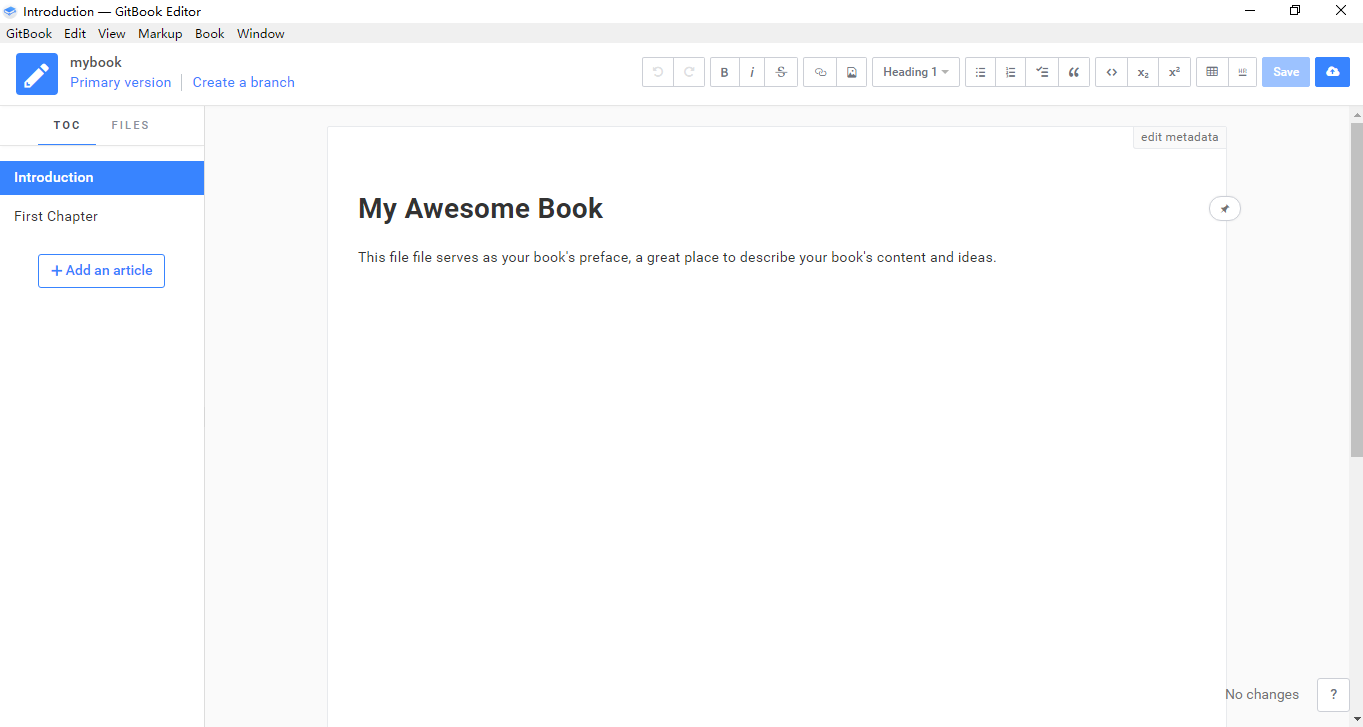 Introduction — GitBook Editor
GitBook Edit View Markup Book Window
mybook
Primary version Create a branch
B i S Heading 1 <> x₂ x² Save
TOC FILES
edit metadata
Introduction
First Chapter
+ Add an article
My Awesome Book
This file file serves as your book's preface, a great place to describe your book's content and ideas.
No changes ?